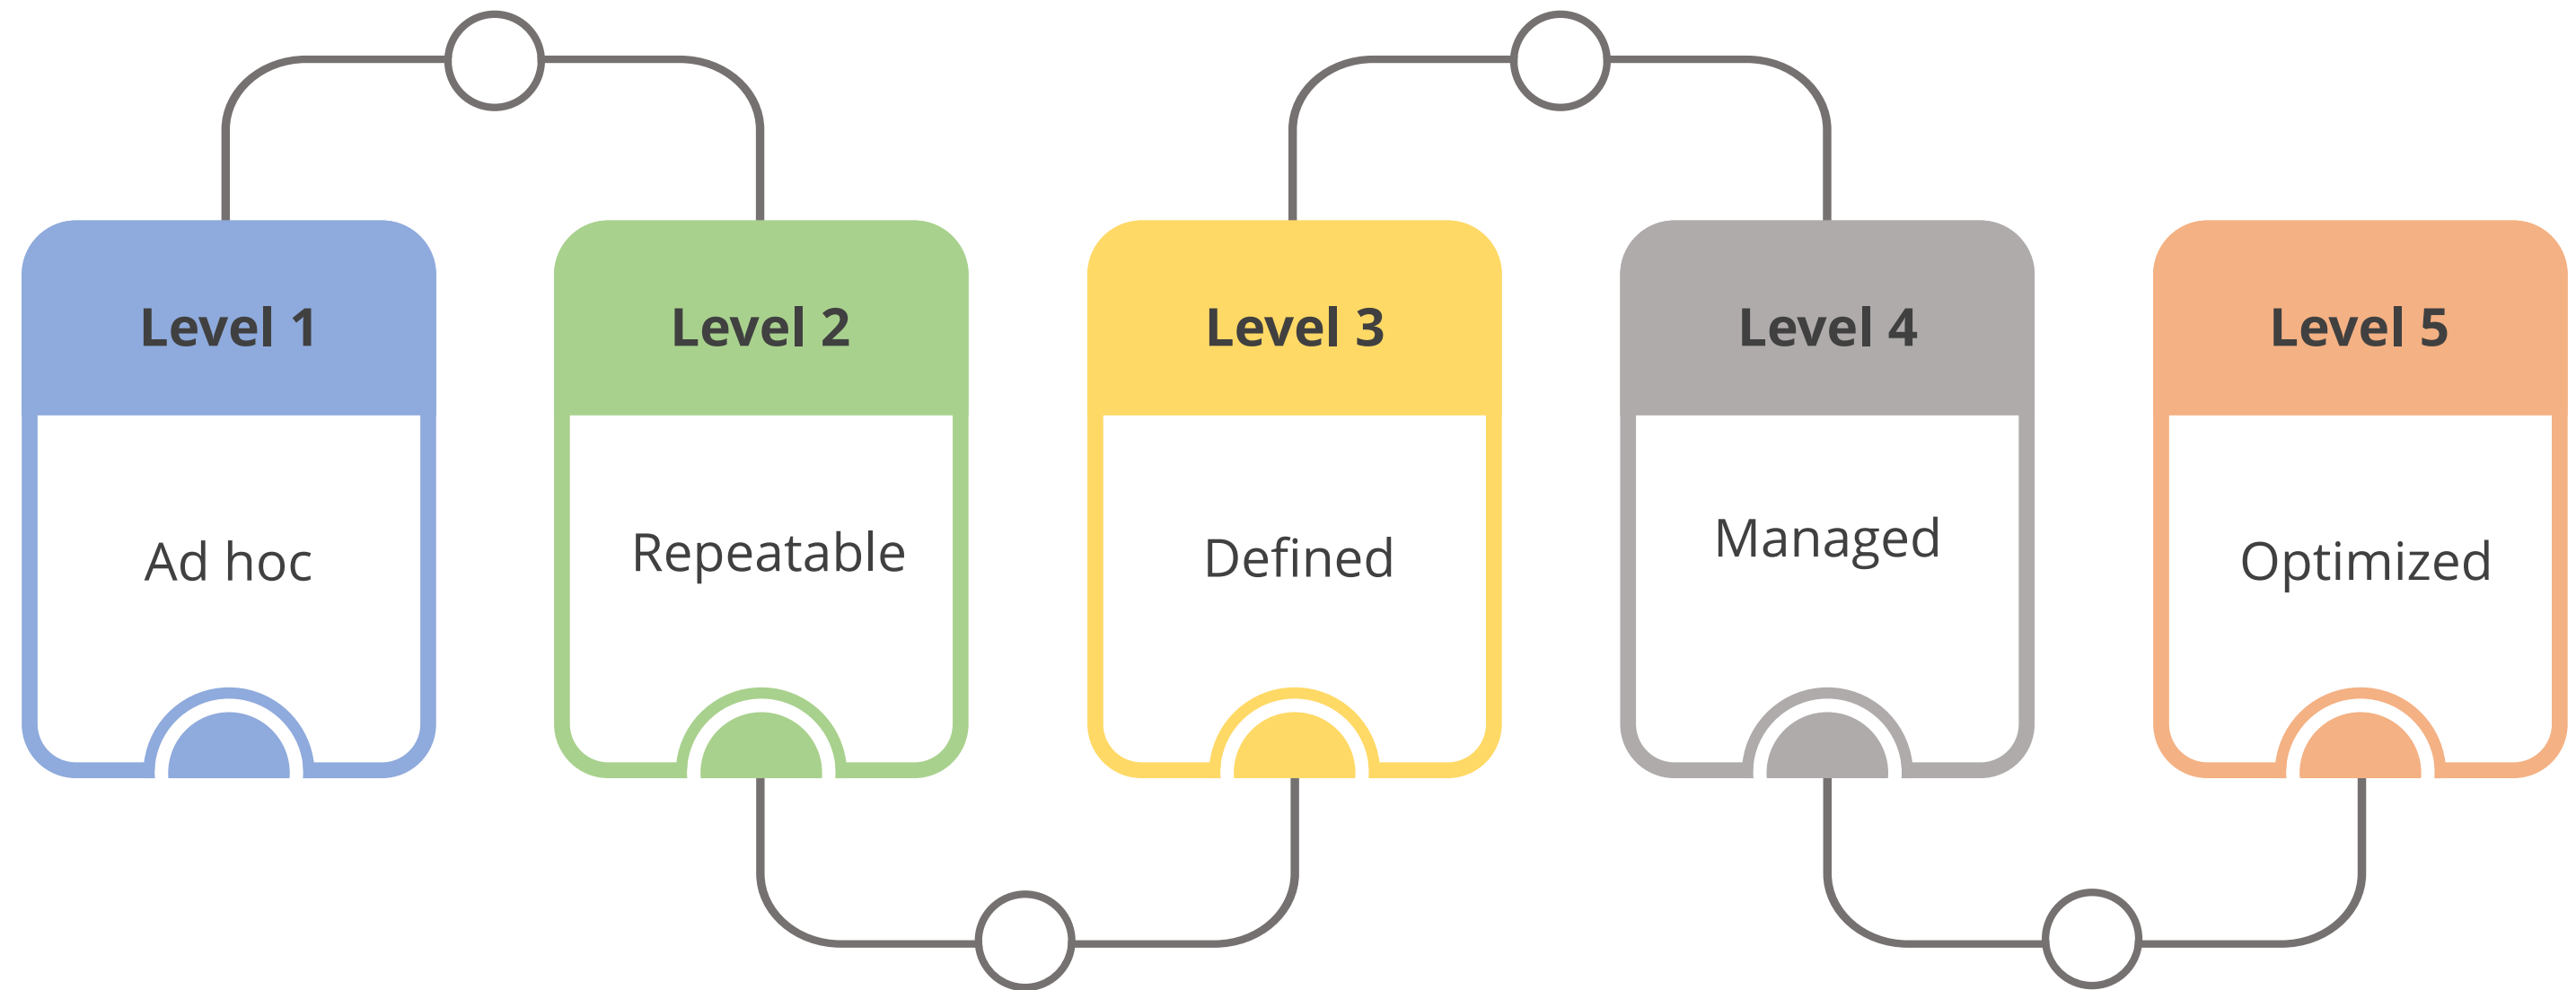 Level 1
Ad hoc
Level 2
Repeatable
Level 3
Defined
Level 4
Managed
Level 5
Optimized